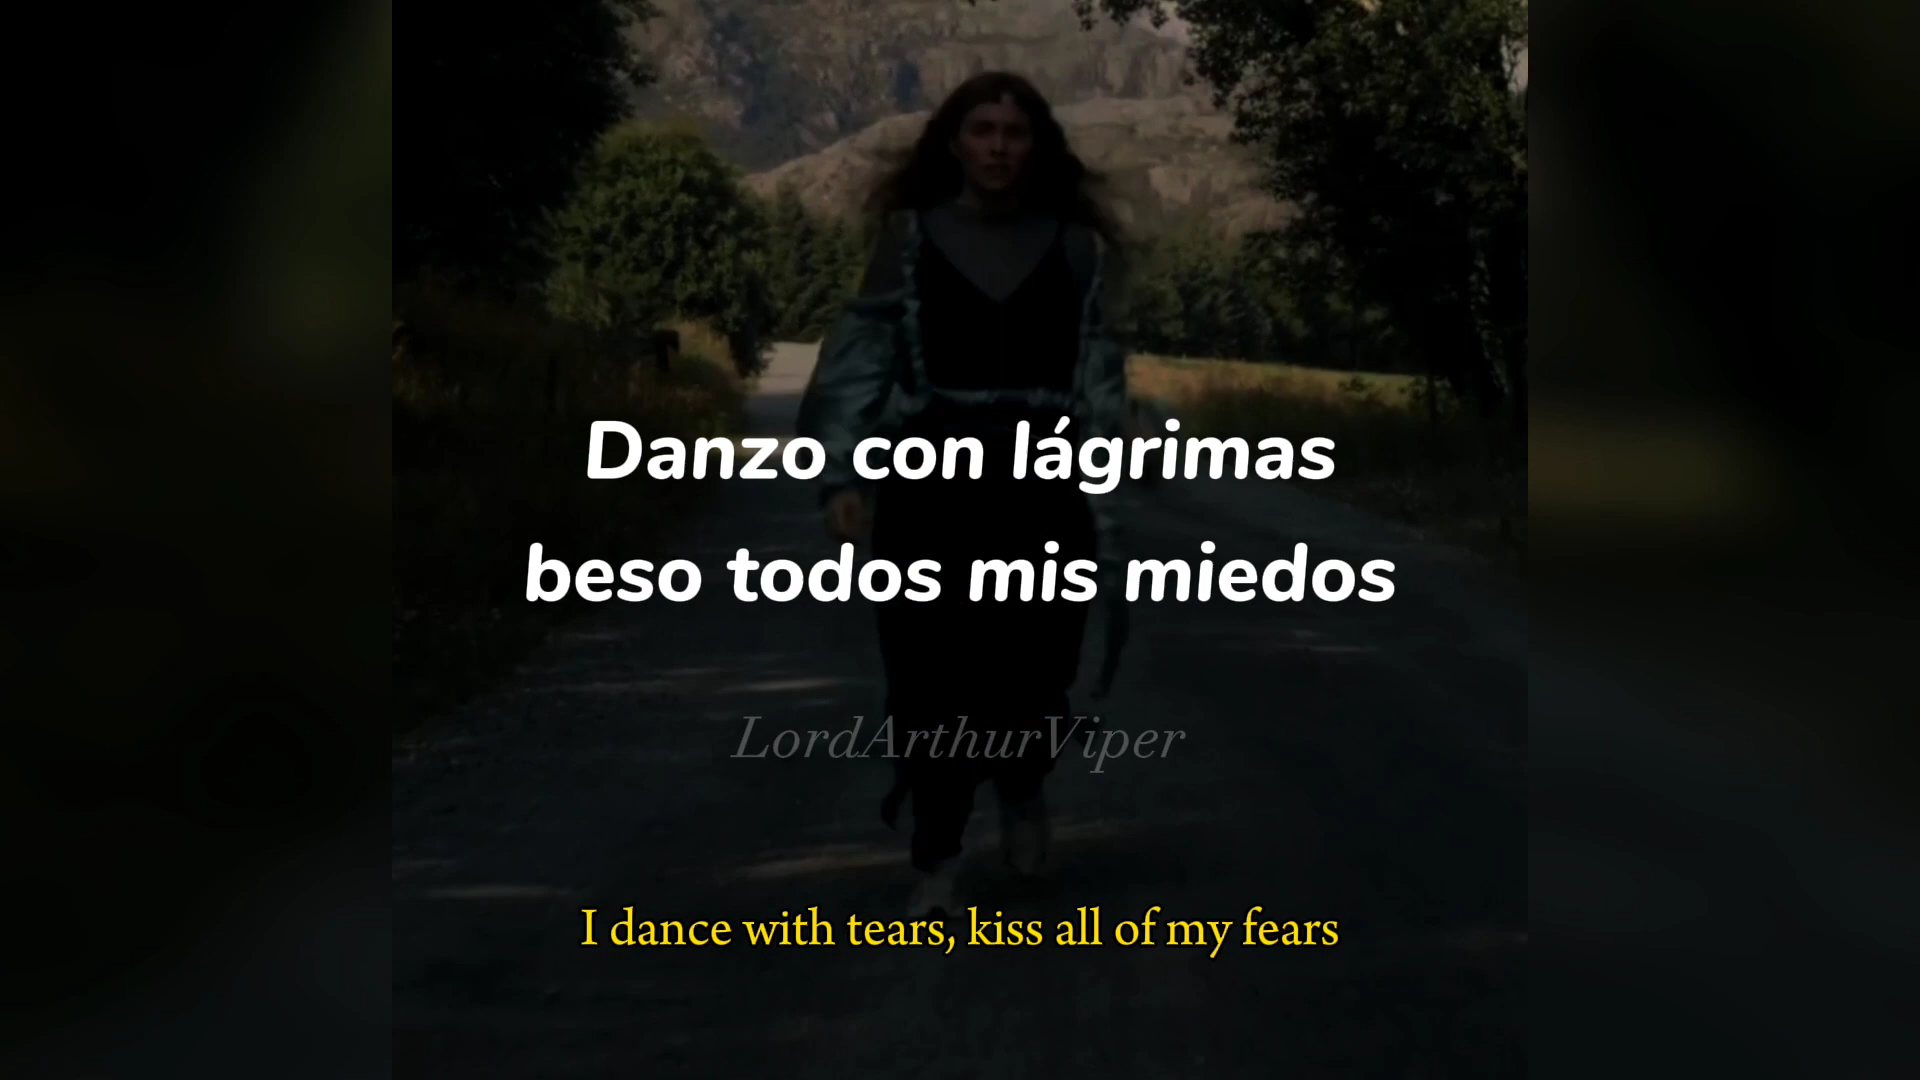 Danzo con lágrimas
beso todos mis miedos
LordArthurViper
I dance with tears, kiss all of my fears